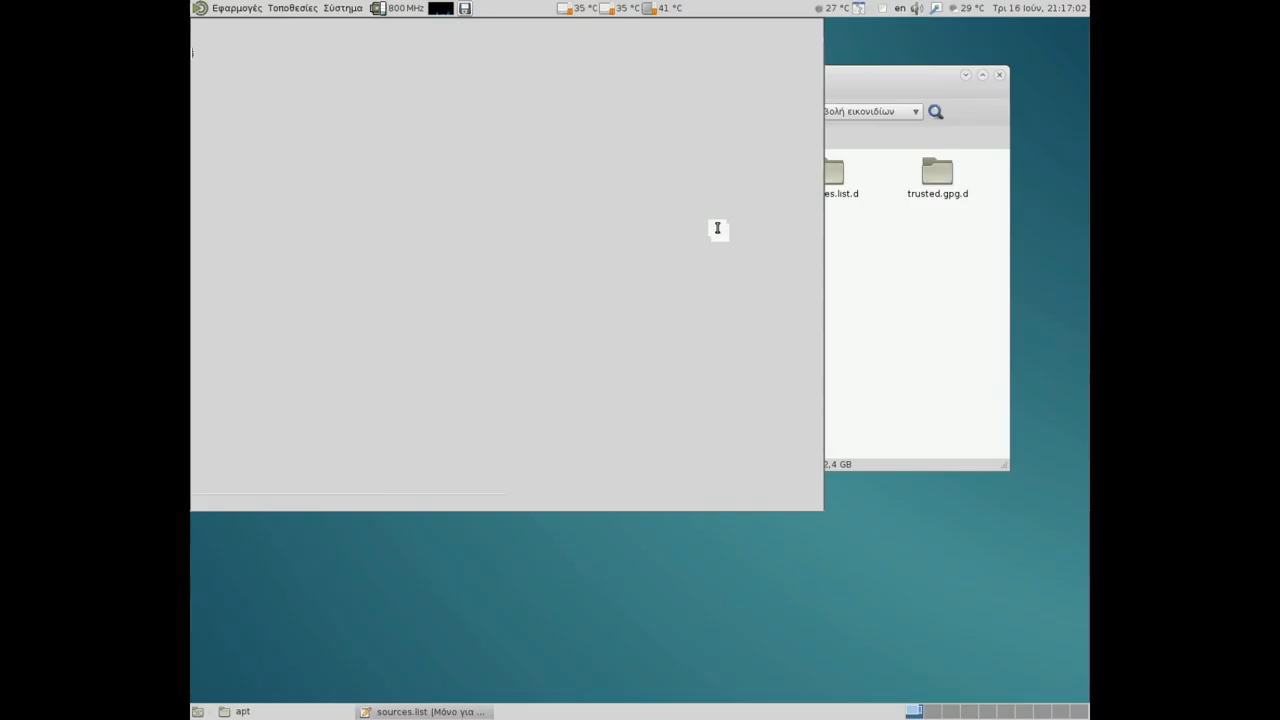 Εφαρμογές Τοποθεσίες Σύστημα 800 MHz 35 °C 35 °C 41 °C 27 °C en 29 °C Τρι 16 Ιούν, 21:17:02
βολή εικονιδίων
es.list.d trusted.gpg.d
2,4 GB
apt sources.list [Μόνο για ...